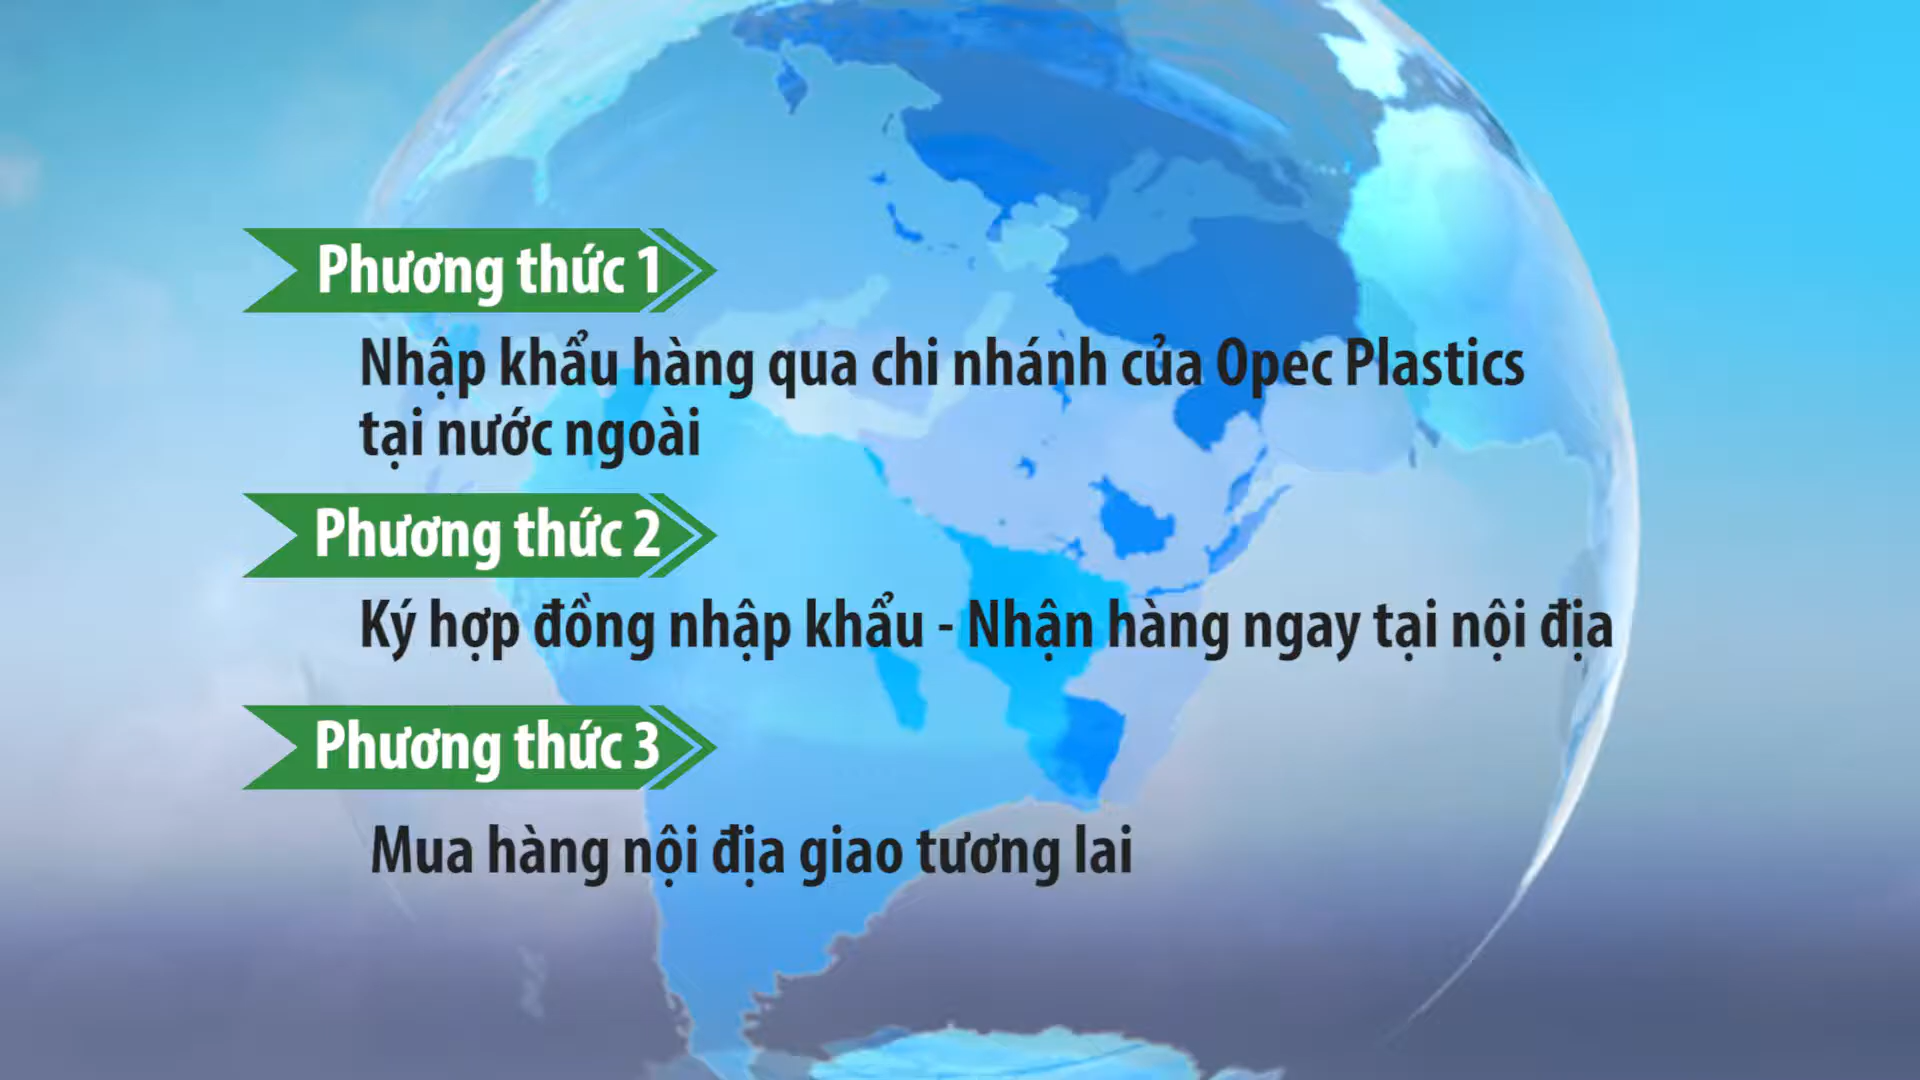 Phương thức 1
Nhập khẩu hàng qua chi nhánh của Opec Plastics
tại nước ngoài
Phương thức 2
Ký hợp đồng nhập khẩu - Nhận hàng ngay tại nội địa
Phương thức 3
Mua hàng nội địa giao tương lai